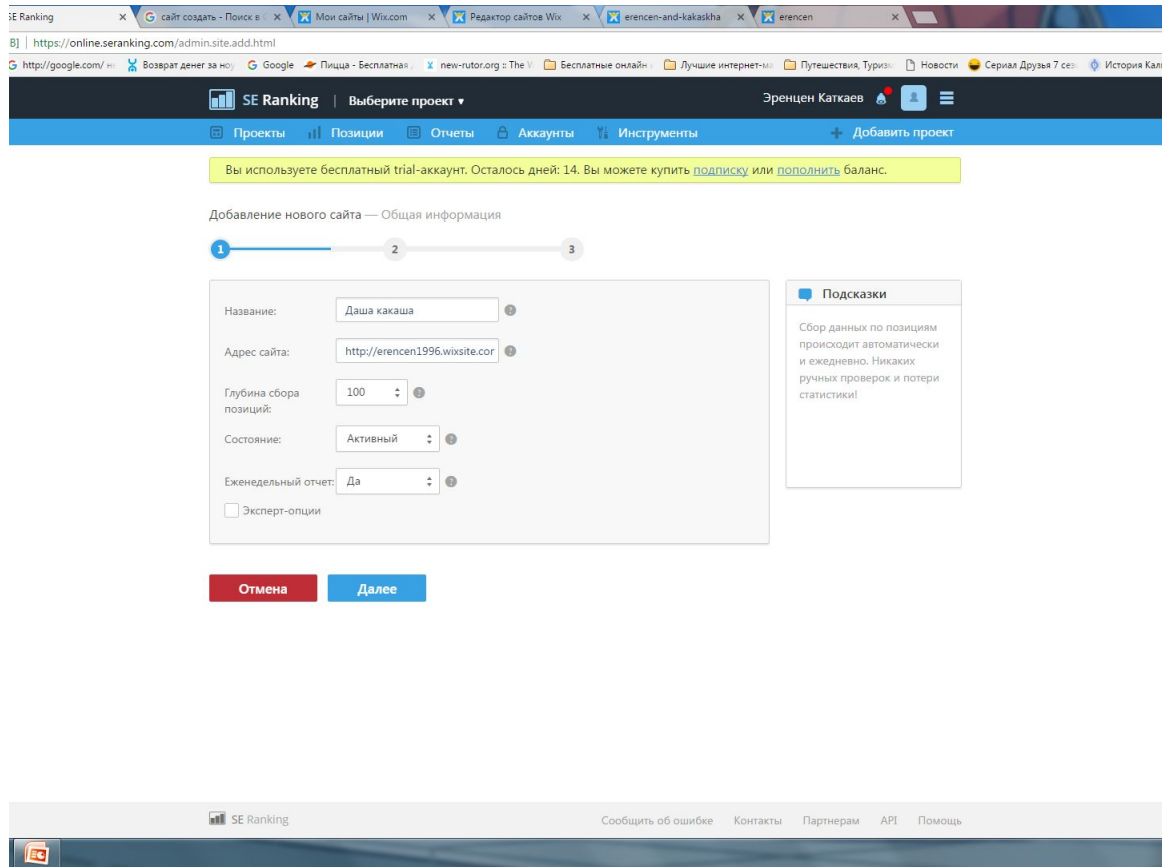 SE Ranking
сайт создать - Поиск в
Мои сайты | Wix.com
Редактор сайтов Wix
erencen-and-kakaskha
erencen
B] | https://online.seranking.com/admin.site.add.html
http://google.com/ не
Возврат денег за ноу
Google
Пицца - Бесплатная
new-rutor.org :: The
Бесплатные онлайн
Лучшие интернет-ма
Путешествия, Туриз
Новости
Сериал Друзья 7 сез
История Кал
SE Ranking | Выберите проект ▾
Эренцен Каткаев
Проекты
Позиции
Отчеты
Аккаунты
Инструменты
+ Добавить проект
Вы используете бесплатный trial-аккаунт. Осталось дней: 14. Вы можете купить подписку или пополнить баланс.
Добавление нового сайта — Общая информация
1
2
3
Название:
Даша какаша
Адрес сайта:
http://erencen1996.wixsite.cor
Глубина сбора
позиций:
100
Состояние:
Активный
Еженедельный отчет:
Да
Эксперт-опции
Подсказки
Сбор данных по позициям
происходит автоматически
и ежедневно. Никаких
ручных проверок и потери
статистики!
Отмена
Далее
SE Ranking
Сообщить об ошибке
Контакты
Партнерам
API
Помощь